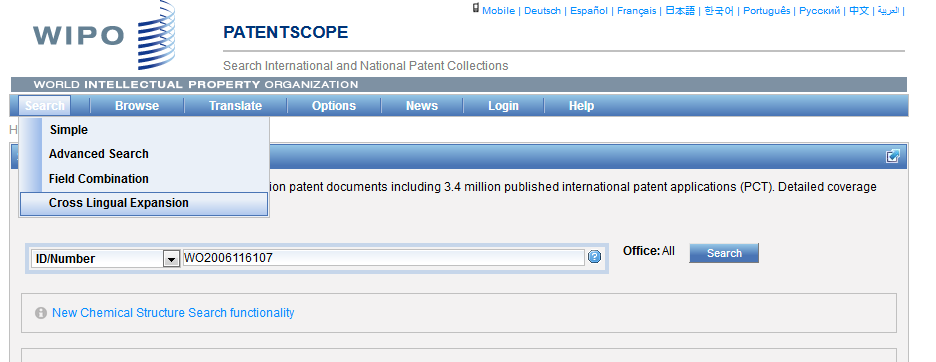 Mobile | Deutsch | Español | Français | 日本語 | 한국어 | Português | Русский | 中文 | العربية |
WIPO
PATENTSCOPE
Search International and National Patent Collections
WORLD INTELLECTUAL PROPERTY ORGANIZATION
Search Browse Translate Options News Login Help
H
Simple
Advanced Search
Field Combination
ion patent documents including 3.4 million published international patent applications (PCT). Detailed coverage
Cross Lingual Expansion
ID/Number WO2006116107 ? Office: All Search
New Chemical Structure Search functionality